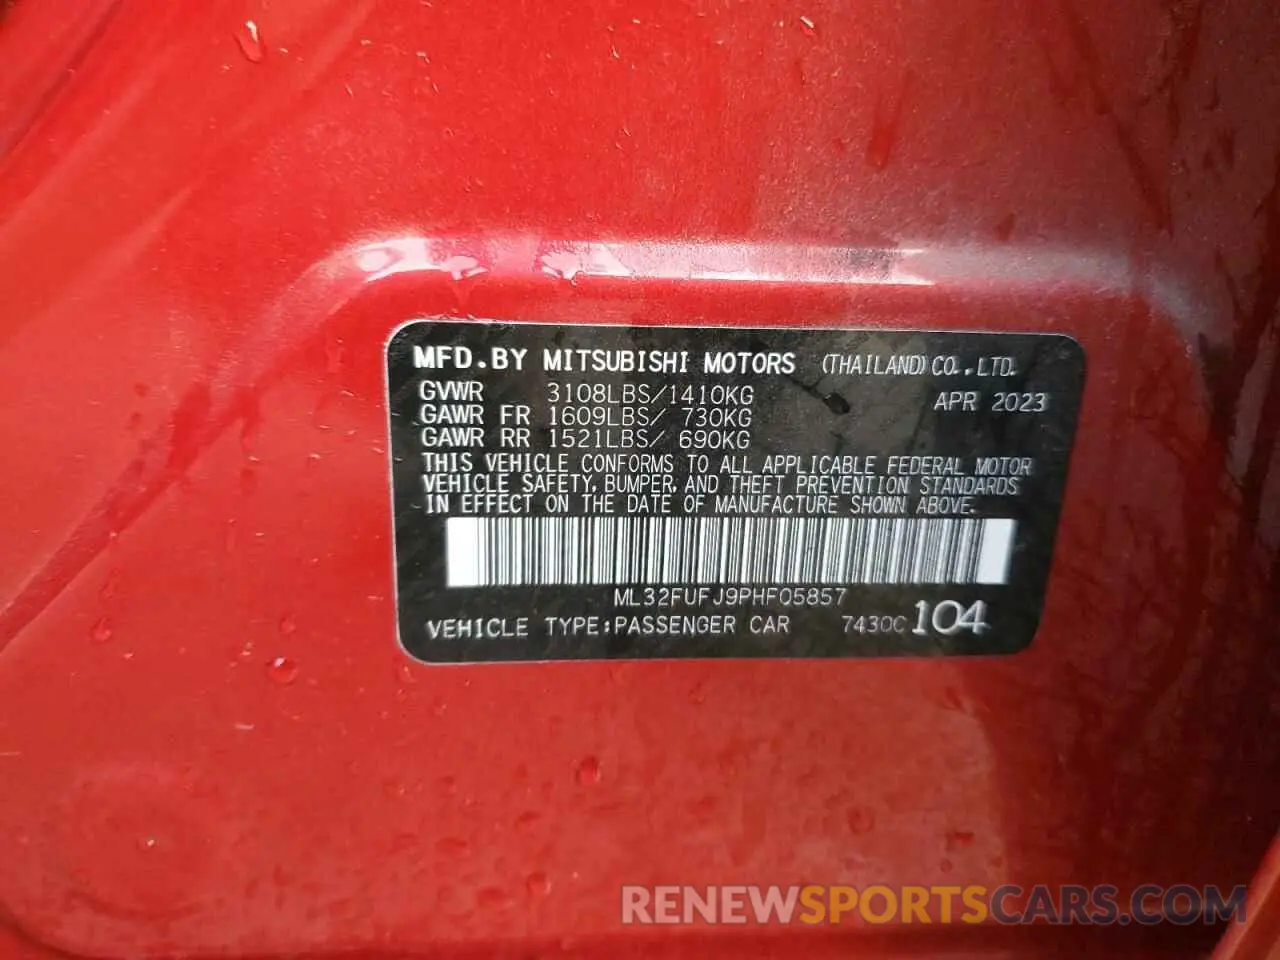 MFD.BY MITSUBISHI MOTORS (THAILAND) CO.,LTD.
GVWR 3108LBS/1410KG APR 2023
GAWR FR 1609LBS/ 730KG
GAWR RR 1521LBS/ 690KG
THIS VEHICLE CONFORMS TO ALL APPLICABLE FEDERAL MOTOR
VEHICLE SAFETY, BUMPER, AND THEFT PREVENTION STANDARDS
IN EFFECT ON THE DATE OF MANUFACTURE SHOWN ABOVE.
ML32FUFJ9PHF05857
VEHICLE TYPE:PASSENGER CAR 7430C 104
RENEWSPORTSCARS.COM